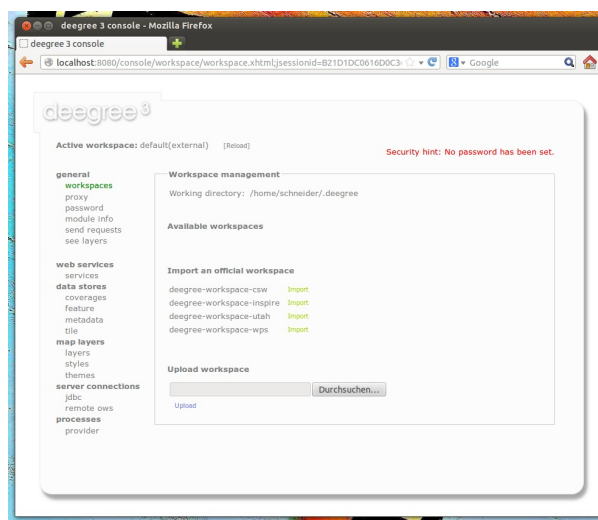 deegree 3 console - Mozilla Firefox
deegree 3 console
localhost:8080/console/workspace/workspace.xhtml;jsessionid=B21D1DC0616D0C3
Google
deegree 3
Active workspace: default(external) [Reload]
Security hint: No password has been set.
general
workspaces
proxy
password
module info
send requests
see layers
web services
services
data stores
coverages
feature
metadata
tile
map layers
layers
styles
themes
server connections
jdbc
remote ows
processes
provider
Workspace management
Working directory: /home/schneider/.deegree
Available workspaces
Import an official workspace
deegree-workspace-csw Import
deegree-workspace-inspire Import
deegree-workspace-utah Import
deegree-workspace-wps Import
Upload workspace
Durchsuchen...
Upload